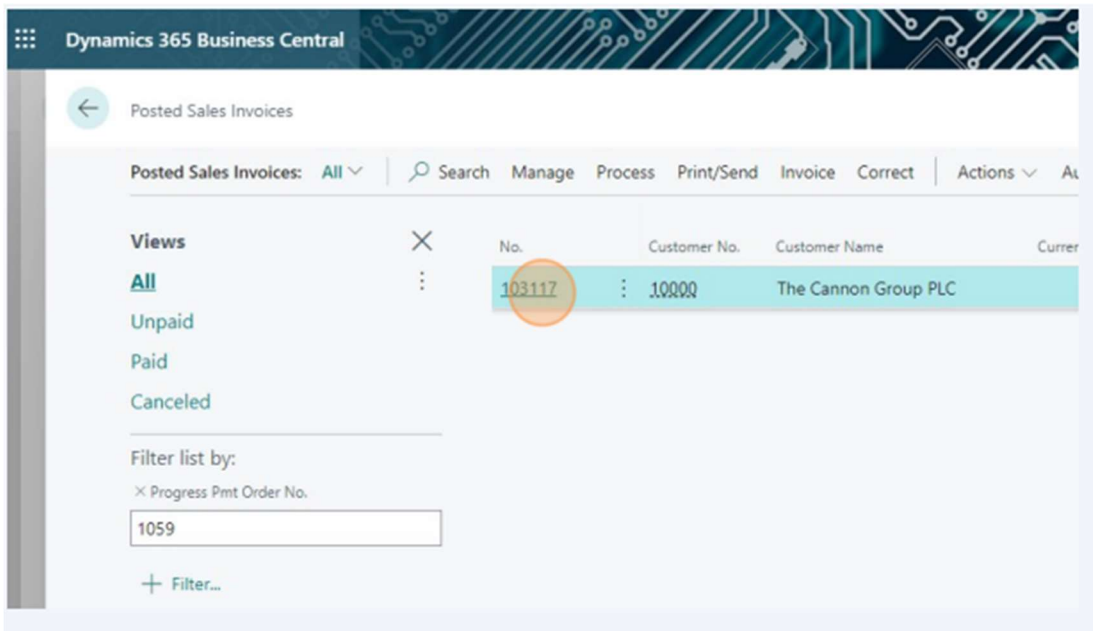 Dynamics 365 Business Central
Posted Sales Invoices
Posted Sales Invoices: All Search Manage Process Print/Send Invoice Correct Actions
Views
All
Unpaid
Paid
Canceled
Filter list by:
× Progress Pmt Order No.
1059
+ Filter...
No. Customer No. Customer Name
103117 10000 The Cannon Group PLC